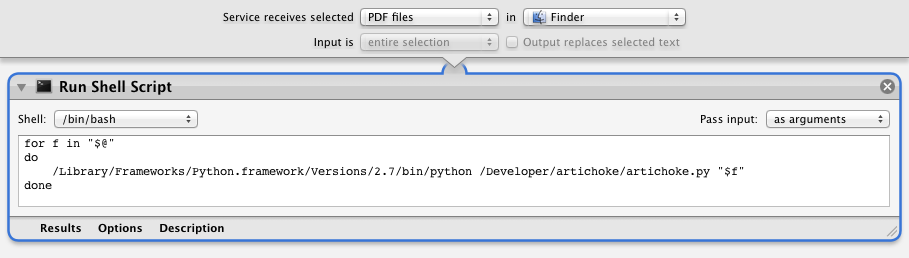 Service receives selected PDF files in Finder
Input is entire selection Output replaces selected text
Run Shell Script
Shell: /bin/bash Pass input: as arguments
for f in "$@"
do
    /Library/Frameworks/Python.framework/Versions/2.7/bin/python /Developer/artichoke/artichoke.py "$f"
done
Results Options Description